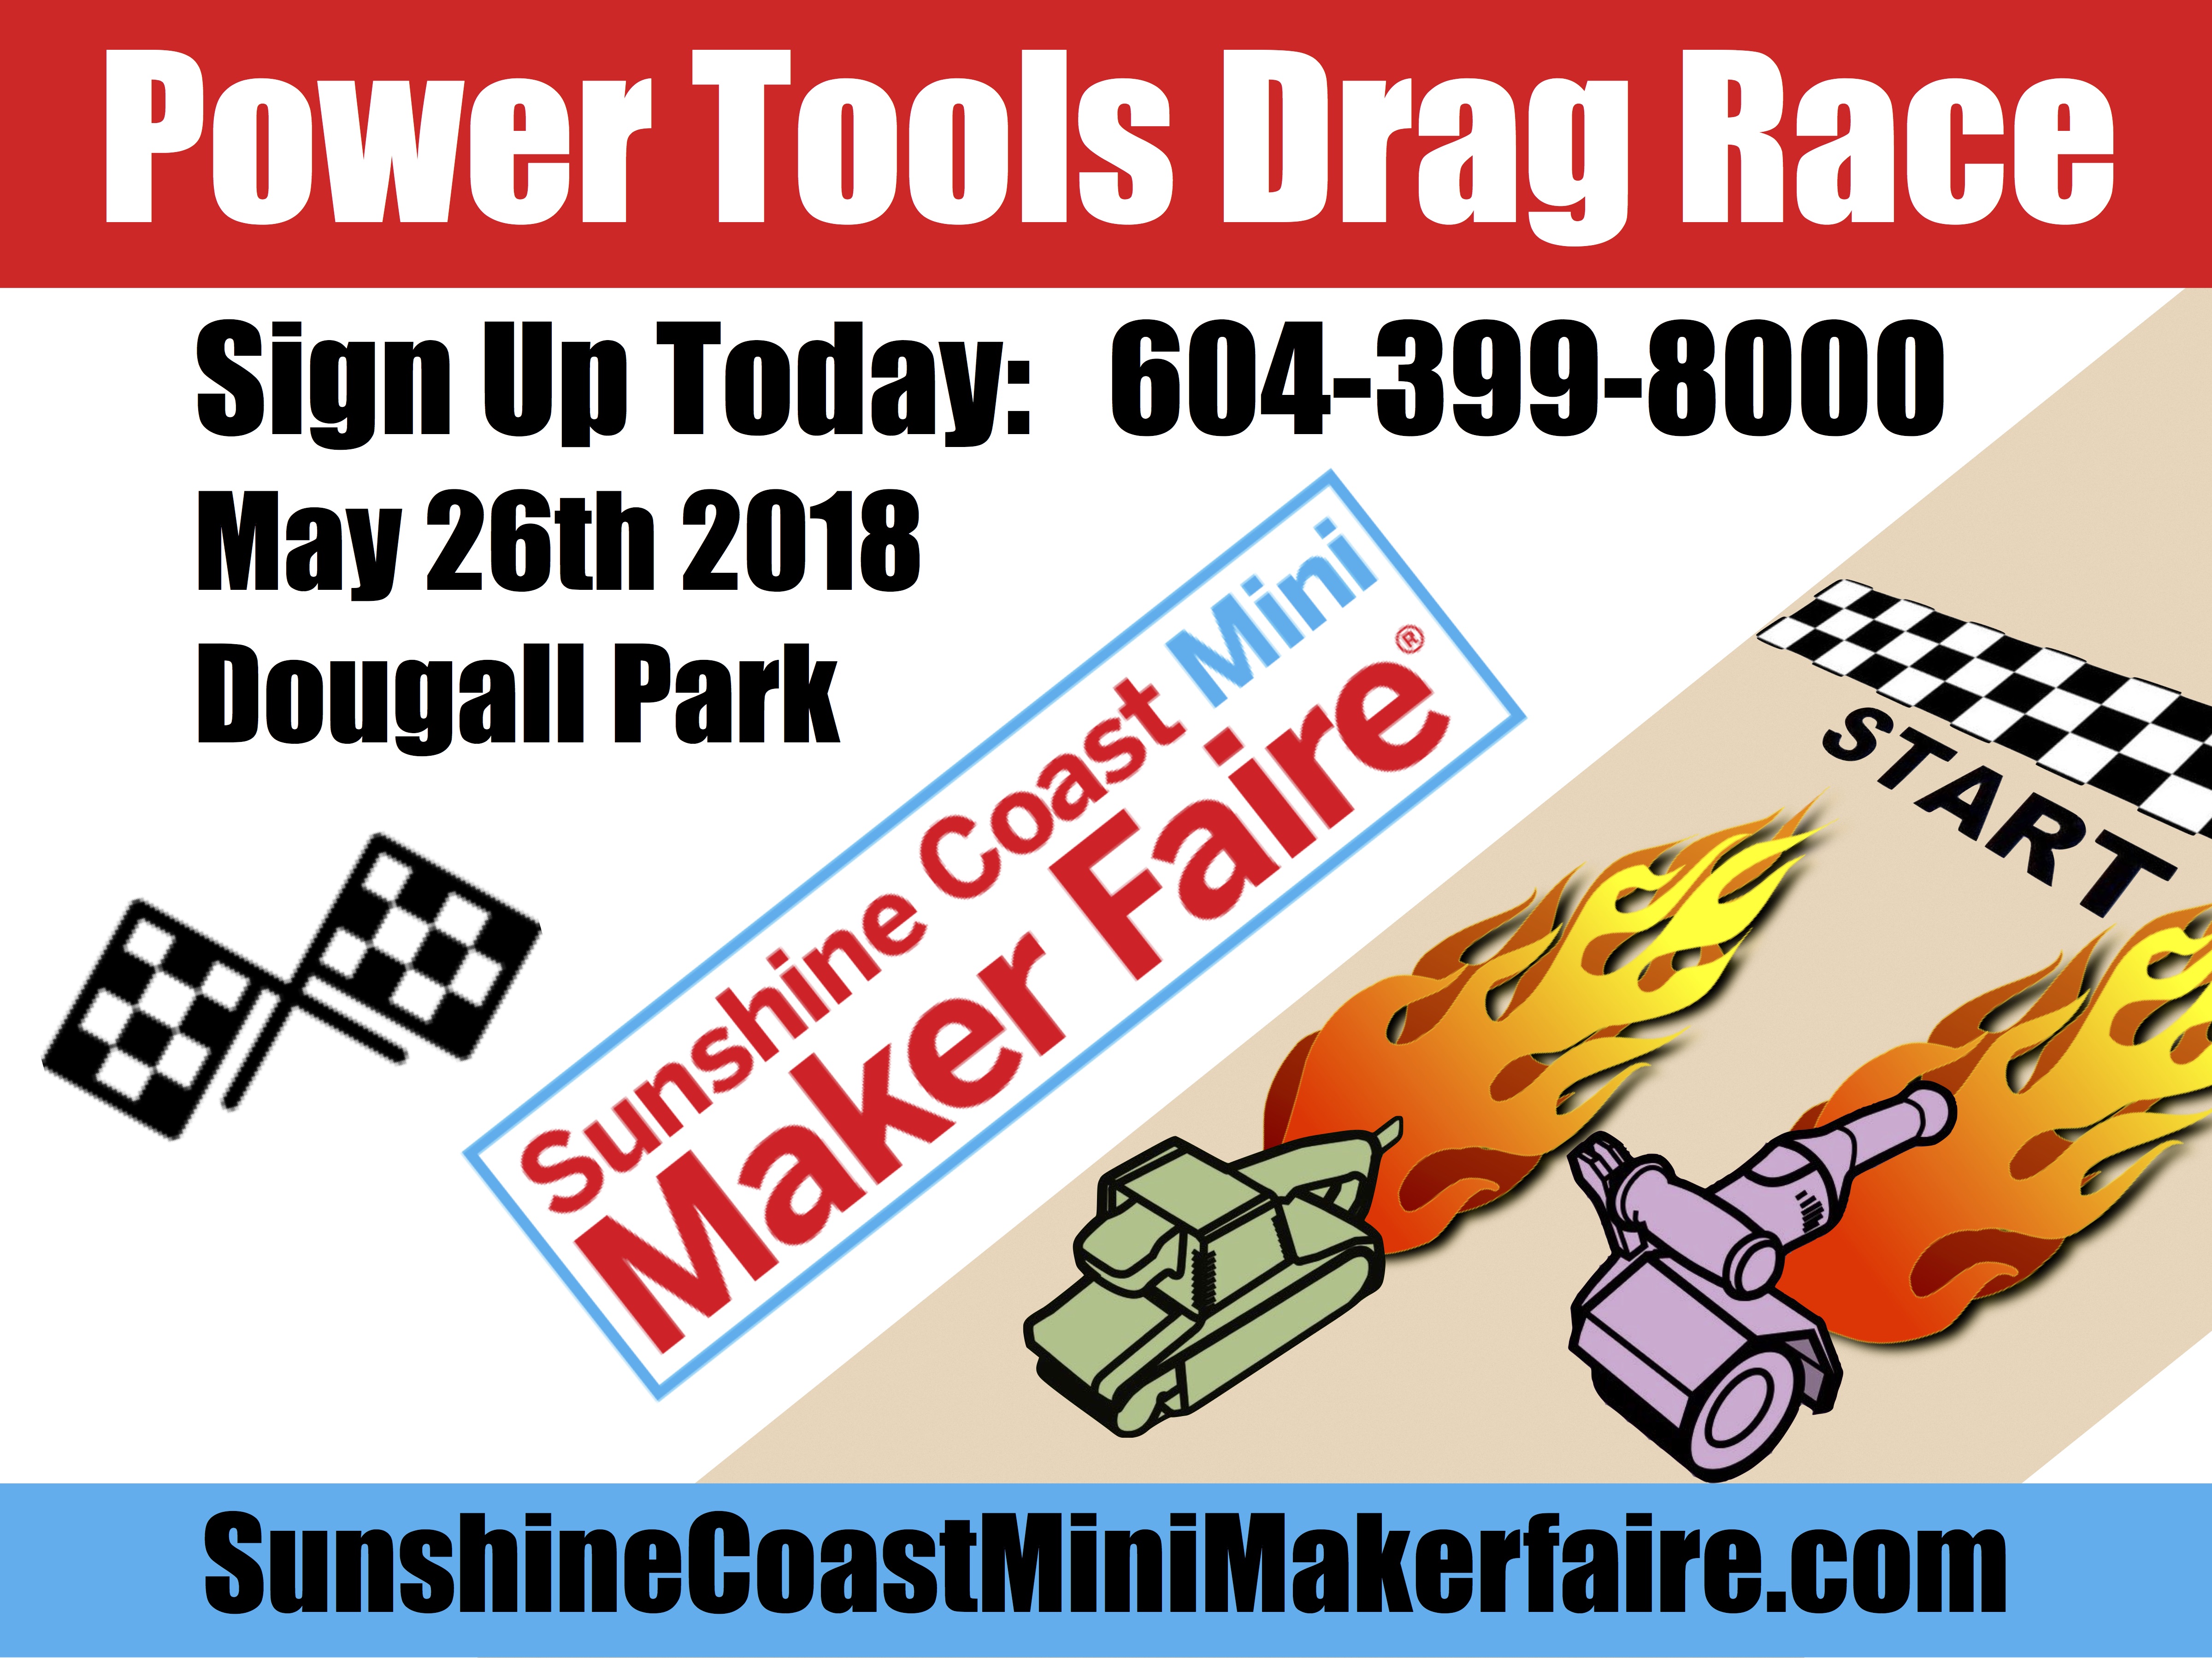 Power Tools Drag Race
Sign Up Today: 604-399-8000
May 26th 2018
Dougall Park
Sunshine Coast Mini
Maker Faire®
START
SunshineCoastMiniMakerfaire.com